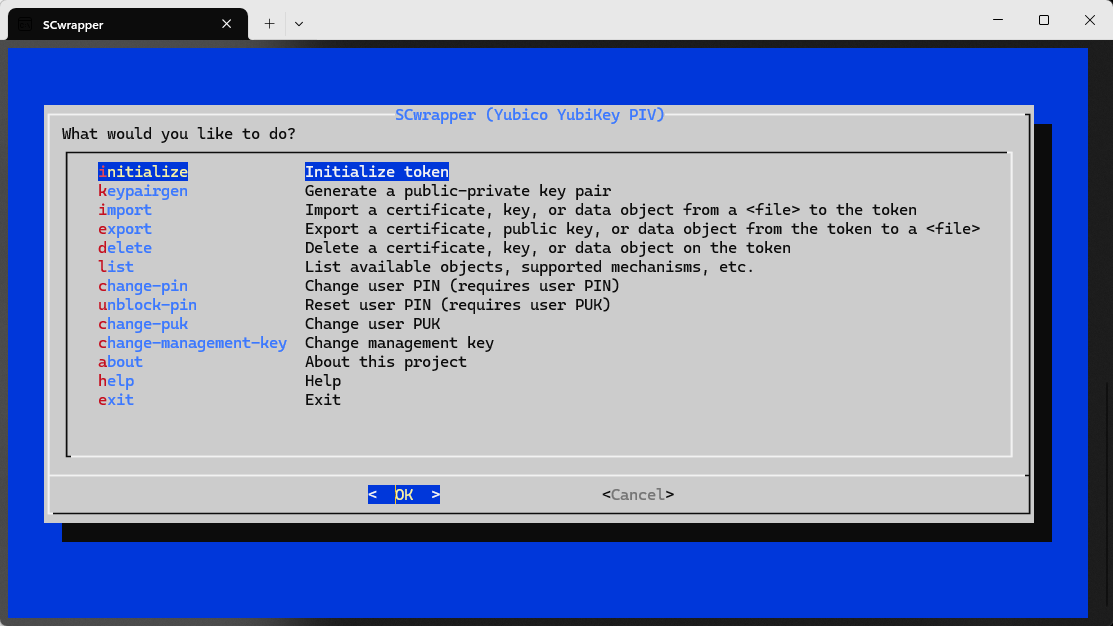 SCwrapper
SCwrapper (Yubico YubiKey PIV)
What would you like to do?
initialize Initialize token
keypairgen Generate a public-private key pair
import Import a certificate, key, or data object from a <file> to the token
export Export a certificate, public key, or data object from the token to a <file>
delete Delete a certificate, key, or data object on the token
list List available objects, supported mechanisms, etc.
change-pin Change user PIN (requires user PIN)
unblock-pin Reset user PIN (requires user PUK)
change-puk Change user PUK
change-management-key Change management key
about About this project
help Help
exit Exit
< OK > <Cancel>